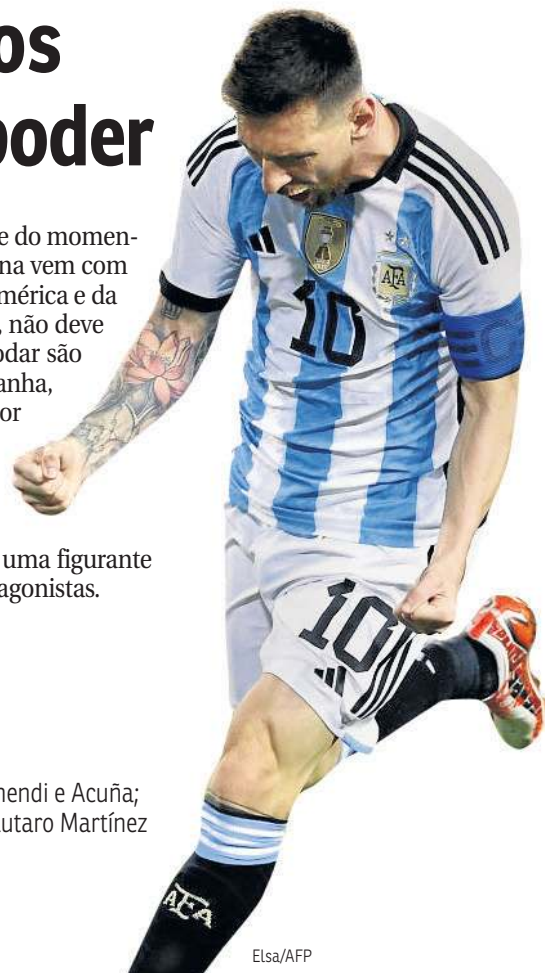 os
poder
e do momen-
na vem com
mérica e da
, não deve
odar são
anha,
or
uma figurante
agonistas.
10
AFA
10
nendi e Acuña;
utaro Martínez
AFA
Elsa/AFP